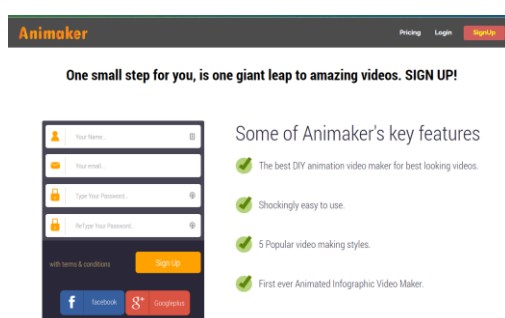 Animaker
Pricing Login SignUp
One small step for you, is one giant leap to amazing videos. SIGN UP!
Some of Animaker's key features
Your Name...
Your email.
Type Your Password...
ReType Your Password...
with terms & conditions Sign Up
f facebook g+ Googleplus
The best DIY animation video maker for best looking videos.
Shockingly easy to use.
5 Popular video making styles.
First ever Animated Infographic Video Maker.